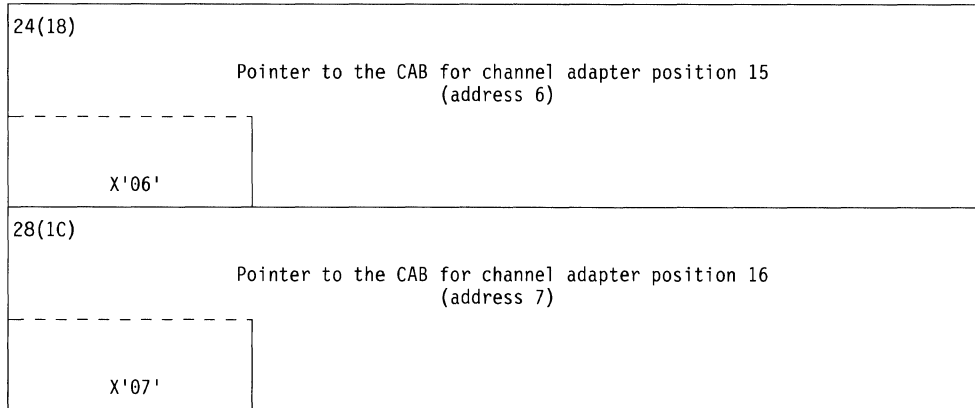 24(18)
Pointer to the CAB for channel adapter position 15
(address 6)
X'06'
28(1C)
Pointer to the CAB for channel adapter position 16
(address 7)
X'07'